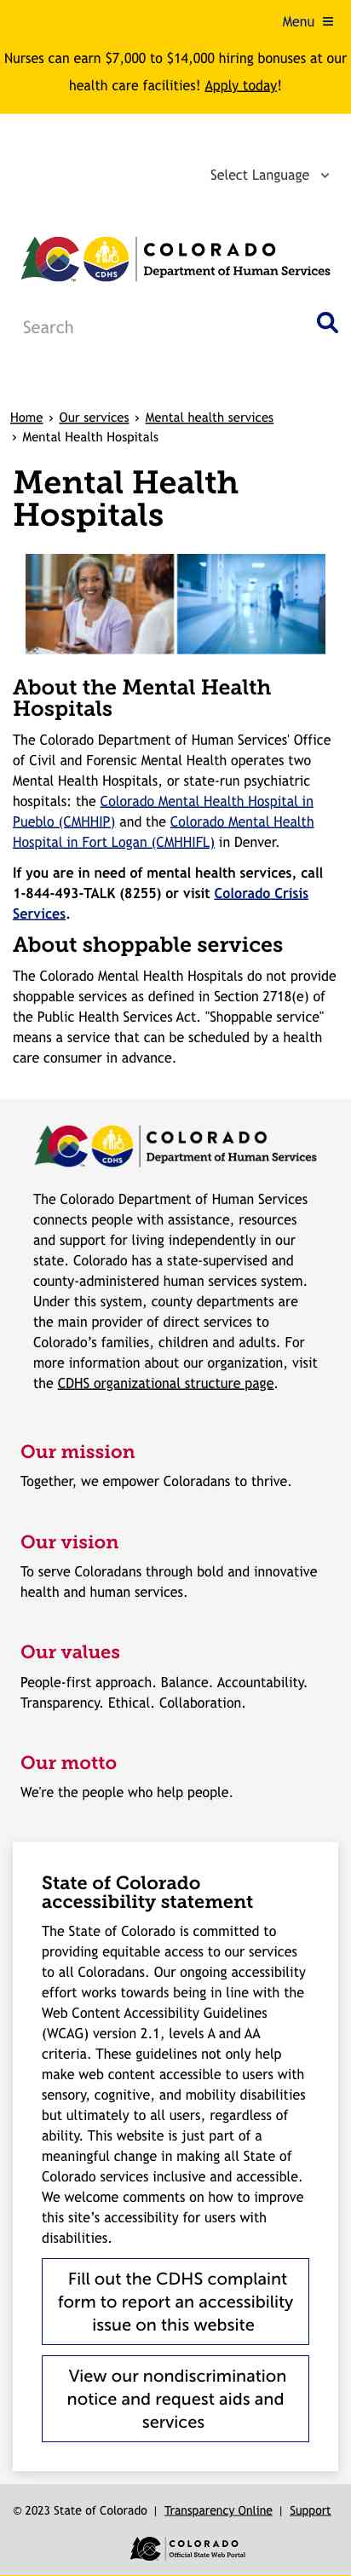 Menu
Nurses can earn $7,000 to $14,000 hiring bonuses at our
health care facilities! Apply today!
Select Language
COLORADO
CDHS
Department of Human Services
Search
Home › Our services › Mental health services
› Mental Health Hospitals
Mental Health
Hospitals
About the Mental Health
Hospitals
The Colorado Department of Human Services' Office
of Civil and Forensic Mental Health operates two
Mental Health Hospitals, or state-run psychiatric
hospitals: the Colorado Mental Health Hospital in
Pueblo (CMHHIP) and the Colorado Mental Health
Hospital in Fort Logan (CMHHIFL) in Denver.
If you are in need of mental health services, call
1-844-493-TALK (8255) or visit Colorado Crisis
Services.
About shoppable services
The Colorado Mental Health Hospitals do not provide
shoppable services as defined in Section 2718(e) of
the Public Health Services Act. "Shoppable service"
means a service that can be scheduled by a health
care consumer in advance.
COLORADO
CDHS
Department of Human Services
The Colorado Department of Human Services
connects people with assistance, resources
and support for living independently in our
state. Colorado has a state-supervised and
county-administered human services system.
Under this system, county departments are
the main provider of direct services to
Colorado’s families, children and adults. For
more information about our organization, visit
the CDHS organizational structure page.
Our mission
Together, we empower Coloradans to thrive.
Our vision
To serve Coloradans through bold and innovative
health and human services.
Our values
People-first approach. Balance. Accountability.
Transparency. Ethical. Collaboration.
Our motto
We're the people who help people.
State of Colorado
accessibility statement
The State of Colorado is committed to
providing equitable access to our services
to all Coloradans. Our ongoing accessibility
effort works towards being in line with the
Web Content Accessibility Guidelines
(WCAG) version 2.1, levels A and AA
criteria. These guidelines not only help
make web content accessible to users with
sensory, cognitive, and mobility disabilities
but ultimately to all users, regardless of
ability. This website is just part of a
meaningful change in making all State of
Colorado services inclusive and accessible.
We welcome comments on how to improve
this site’s accessibility for users with
disabilities.
Fill out the CDHS complaint
form to report an accessibility
issue on this website
View our nondiscrimination
notice and request aids and
services
© 2023 State of Colorado | Transparency Online | Support
COLORADO
Official State Web Portal